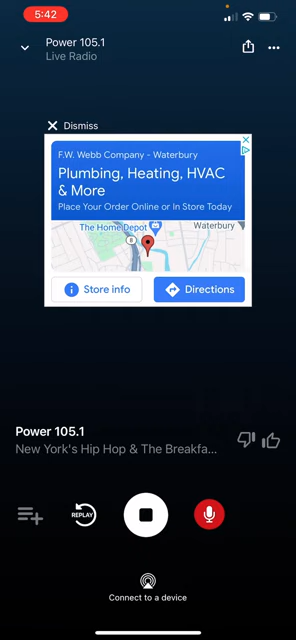 5:42
Power 105.1
Live Radio
Dismiss
F.W. Webb Company - Waterbury
Plumbing, Heating, HVAC
& More
Place Your Order Online or In Store Today
The Home Depot
Waterbury
8
Store info
Directions
Power 105.1
New York's Hip Hop & The Breakfa...
REPLAY
Connect to a device